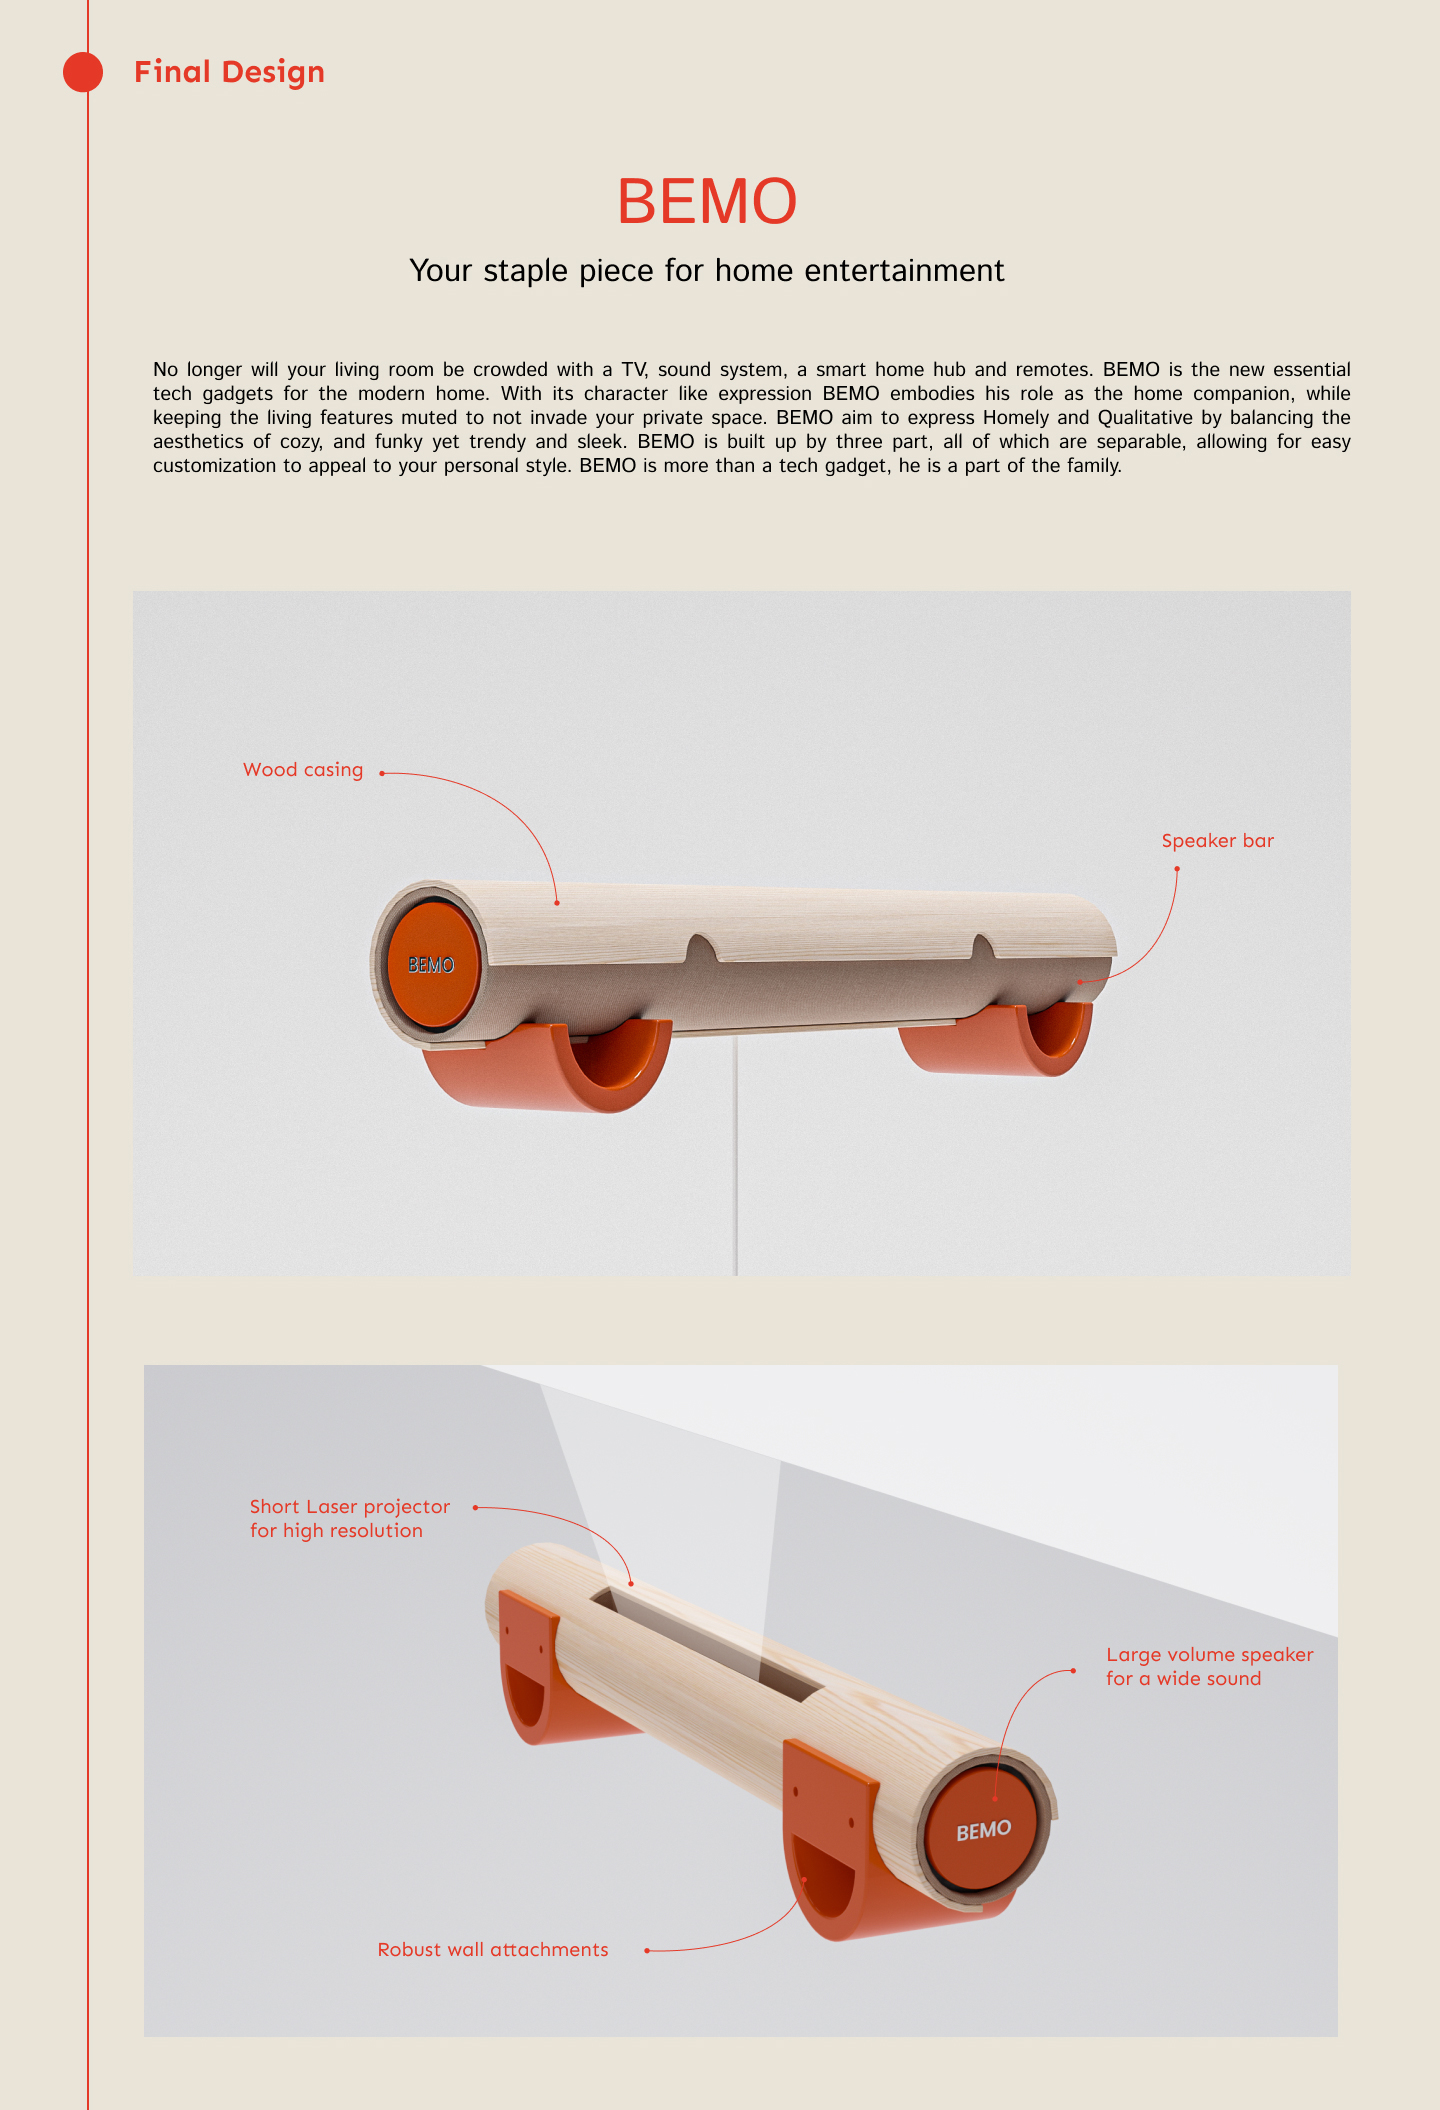 Final Design
BEMO
Your staple piece for home entertainment
No longer will your living room be crowded with a TV, sound system, a smart home hub and remotes. BEMO is the new essential
tech gadgets for the modern home. With its character like expression BEMO embodies his role as the home companion, while
keeping the living features muted to not invade your private space. BEMO aim to express Homely and Qualitative by balancing the
aesthetics of cozy, and funky yet trendy and sleek. BEMO is built up by three part, all of which are separable, allowing for easy
customization to appeal to your personal style. BEMO is more than a tech gadget, he is a part of the family.
Wood casing
Speaker bar
BEMO
Short Laser projector
for high resolution
Large volume speaker
for a wide sound
BEMO
Robust wall attachments